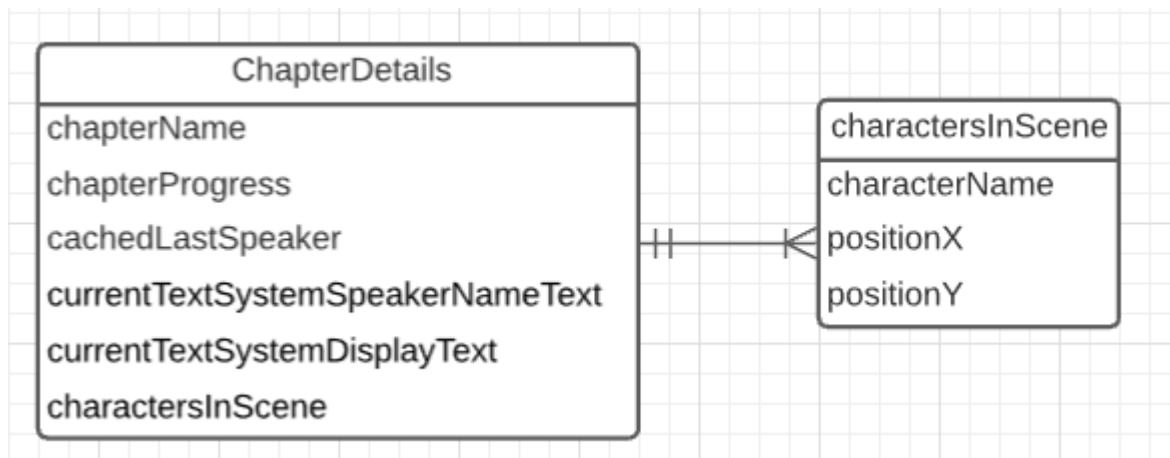 ChapterDetails
chapterName
chapterProgress
cachedLastSpeaker
currentTextSystemSpeakerNameText
currentTextSystemDisplayText
charactersInScene
charactersInScene
characterName
positionX
positionY